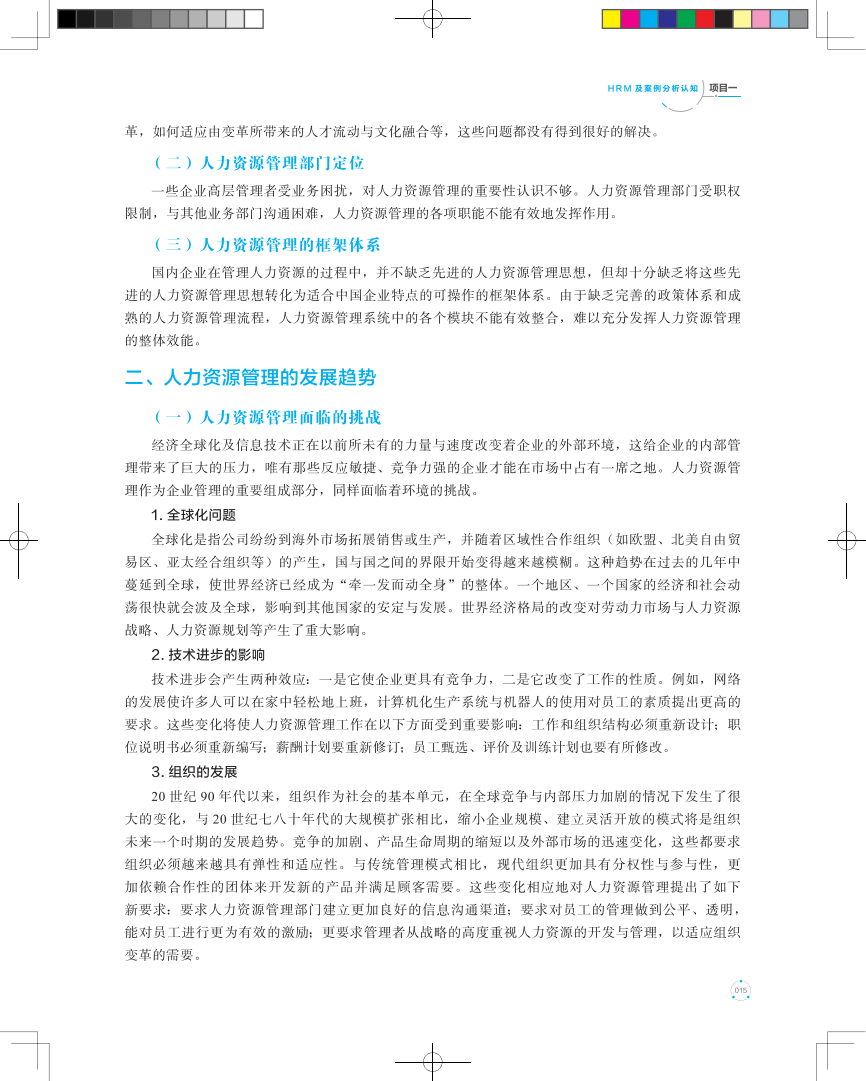 HRM 及案例分析认知 项目一
革，如何适应由变革所带来的人才流动与文化融合等，这些问题都没有得到很好的解决。
（二）人力资源管理部门定位
一些企业高层管理者受业务困扰，对人力资源管理的重要性认识不够。人力资源管理部门受职权
限制，与其他业务部门沟通困难，人力资源管理的各项职能不能有效地发挥作用。
（三）人力资源管理的框架体系
国内企业在管理人力资源的过程中，并不缺乏先进的人力资源管理思想，但却十分缺乏将这些先
进的人力资源管理思想转化为适合中国企业特点的可操作的框架体系。由于缺乏完善的政策体系和成
熟的人力资源管理流程，人力资源管理系统中的各个模块不能有效整合，难以充分发挥人力资源管理
的整体效能。
二、人力资源管理的发展趋势
（一）人力资源管理面临的挑战
经济全球化及信息技术正在以前所未有的力量与速度改变着企业的外部环境，这给企业的内部管
理带来了巨大的压力，唯有那些反应敏捷、竞争力强的企业才能在市场中占有一席之地。人力资源管
理作为企业管理的重要组成部分，同样面临着环境的挑战。
1. 全球化问题
全球化是指公司纷纷到海外市场拓展销售或生产，并随着区域性合作组织（如欧盟、北美自由贸
易区、亚太经合组织等）的产生，国与国之间的界限开始变得越来越模糊。这种趋势在过去的几年中
蔓延到全球，使世界经济已经成为“牵一发而动全身”的整体。一个地区、一个国家的经济和社会动
荡很快就会波及全球，影响到其他国家的安定与发展。世界经济格局的改变对劳动力市场与人力资源
战略、人力资源规划等产生了重大影响。
2. 技术进步的影响
技术进步会产生两种效应：一是它使企业更具有竞争力，二是它改变了工作的性质。例如，网络
的发展使许多人可以在家中轻松地上班，计算机化生产系统与机器人的使用对员工的素质提出更高的
要求。这些变化将使人力资源管理工作在以下方面受到重要影响：工作和组织结构必须重新设计；职
位说明书必须重新编写；薪酬计划要重新修订；员工甄选、评价及训练计划也要有所修改。
3. 组织的发展
20 世纪 90 年代以来，组织作为社会的基本单元，在全球竞争与内部压力加剧的情况下发生了很
大的变化，与 20 世纪七八十年代的大规模扩张相比，缩小企业规模、建立灵活开放的模式将是组织
未来一个时期的发展趋势。竞争的加剧、产品生命周期的缩短以及外部市场的迅速变化，这些都要求
组织必须越来越具有弹性和适应性。与传统管理模式相比，现代组织更加具有分权性与参与性，更
加依赖合作性的团体来开发新的产品并满足顾客需要。这些变化相应地对人力资源管理提出了如下
新要求：要求人力资源管理部门建立更加良好的信息沟通渠道；要求对员工的管理做到公平、透明，
能对员工进行更为有效的激励；更要求管理者从战略的高度重视人力资源的开发与管理，以适应组织
变革的需要。
015